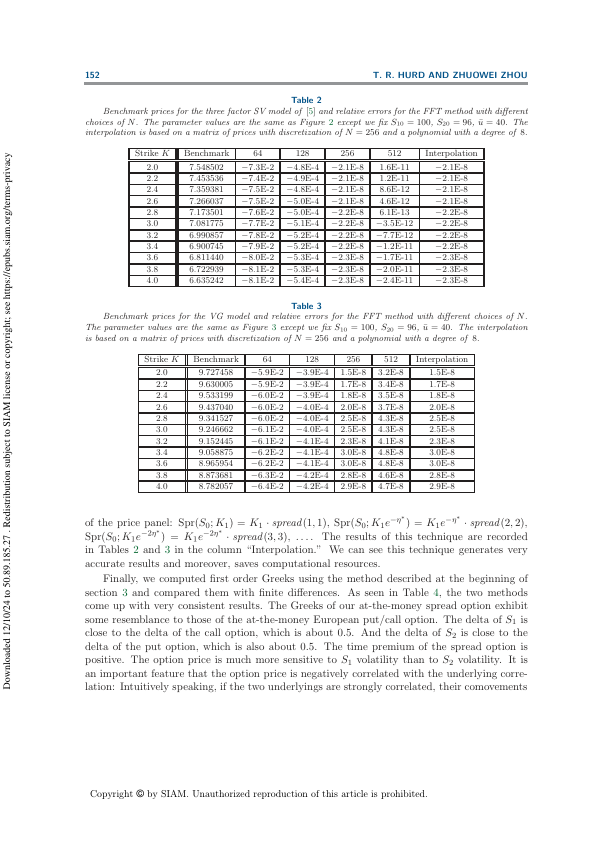 152
T. R. HURD AND ZHUOWEI ZHOU
Table 2
Benchmark prices for the three factor SV model of [5] and relative errors for the FFT method with different
choices of N. The parameter values are the same as Figure 2 except we fix S₁₀ = 100, S₂₀ = 96, ū = 40. The
interpolation is based on a matrix of prices with discretization of N = 256 and a polynomial with a degree of 8.
Strike K Benchmark 64 128 256 512 Interpolation
2.0 7.548502 −7.3E-2 −4.8E-4 −2.1E-8 1.6E-11 −2.1E-8
2.2 7.453536 −7.4E-2 −4.9E-4 −2.1E-8 1.2E-11 −2.1E-8
2.4 7.359381 −7.5E-2 −4.8E-4 −2.1E-8 8.6E-12 −2.1E-8
2.6 7.266037 −7.5E-2 −5.0E-4 −2.1E-8 4.6E-12 −2.1E-8
2.8 7.173501 −7.6E-2 −5.0E-4 −2.2E-8 6.1E-13 −2.2E-8
3.0 7.081775 −7.7E-2 −5.1E-4 −2.2E-8 −3.5E-12 −2.2E-8
3.2 6.990857 −7.8E-2 −5.2E-4 −2.2E-8 −7.7E-12 −2.2E-8
3.4 6.900745 −7.9E-2 −5.2E-4 −2.2E-8 −1.2E-11 −2.2E-8
3.6 6.811440 −8.0E-2 −5.3E-4 −2.3E-8 −1.7E-11 −2.3E-8
3.8 6.722939 −8.1E-2 −5.3E-4 −2.3E-8 −2.0E-11 −2.3E-8
4.0 6.635242 −8.1E-2 −5.4E-4 −2.3E-8 −2.4E-11 −2.3E-8
Table 3
Benchmark prices for the VG model and relative errors for the FFT method with different choices of N.
The parameter values are the same as Figure 3 except we fix S₁₀ = 100, S₂₀ = 96, ū = 40. The interpolation
is based on a matrix of prices with discretization of N = 256 and a polynomial with a degree of 8.
Strike K Benchmark 64 128 256 512 Interpolation
2.0 9.727458 −5.9E-2 −3.9E-4 1.5E-8 3.2E-8 1.5E-8
2.2 9.630005 −5.9E-2 −3.9E-4 1.7E-8 3.4E-8 1.7E-8
2.4 9.533199 −6.0E-2 −3.9E-4 1.8E-8 3.5E-8 1.8E-8
2.6 9.437040 −6.0E-2 −4.0E-4 2.0E-8 3.7E-8 2.0E-8
2.8 9.341527 −6.0E-2 −4.0E-4 2.5E-8 4.3E-8 2.5E-8
3.0 9.246662 −6.1E-2 −4.0E-4 2.5E-8 4.3E-8 2.5E-8
3.2 9.152445 −6.1E-2 −4.1E-4 2.3E-8 4.1E-8 2.3E-8
3.4 9.058875 −6.2E-2 −4.1E-4 3.0E-8 4.8E-8 3.0E-8
3.6 8.965954 −6.2E-2 −4.1E-4 3.0E-8 4.8E-8 3.0E-8
3.8 8.873681 −6.3E-2 −4.2E-4 2.8E-8 4.6E-8 2.8E-8
4.0 8.782057 −6.4E-2 −4.2E-4 2.9E-8 4.7E-8 2.9E-8
of the price panel: Spr(S₀; K₁) = K₁ · spread(1, 1), Spr(S₀; K₁e^{−η*}) = K₁e^{−η*} · spread(2, 2),
Spr(S₀; K₁e^{−2η*}) = K₁e^{−2η*} · spread(3, 3), .... The results of this technique are recorded
in Tables 2 and 3 in the column “Interpolation.” We can see this technique generates very
accurate results and moreover, saves computational resources.
Finally, we computed first order Greeks using the method described at the beginning of
section 3 and compared them with finite differences. As seen in Table 4, the two methods
come up with very consistent results. The Greeks of our at-the-money spread option exhibit
some resemblance to those of the at-the-money European put/call option. The delta of S₁ is
close to the delta of the call option, which is about 0.5. And the delta of S₂ is close to the
delta of the put option, which is also about 0.5. The time premium of the spread option is
positive. The option price is much more sensitive to S₁ volatility than to S₂ volatility. It is
an important feature that the option price is negatively correlated with the underlying corre-
lation: Intuitively speaking, if the two underlyings are strongly correlated, their comovements
Copyright © by SIAM. Unauthorized reproduction of this article is prohibited.
Downloaded 12/10/24 to 50.89.185.27 . Redistribution subject to SIAM license or copyright; see https://epubs.siam.org/terms-privacy